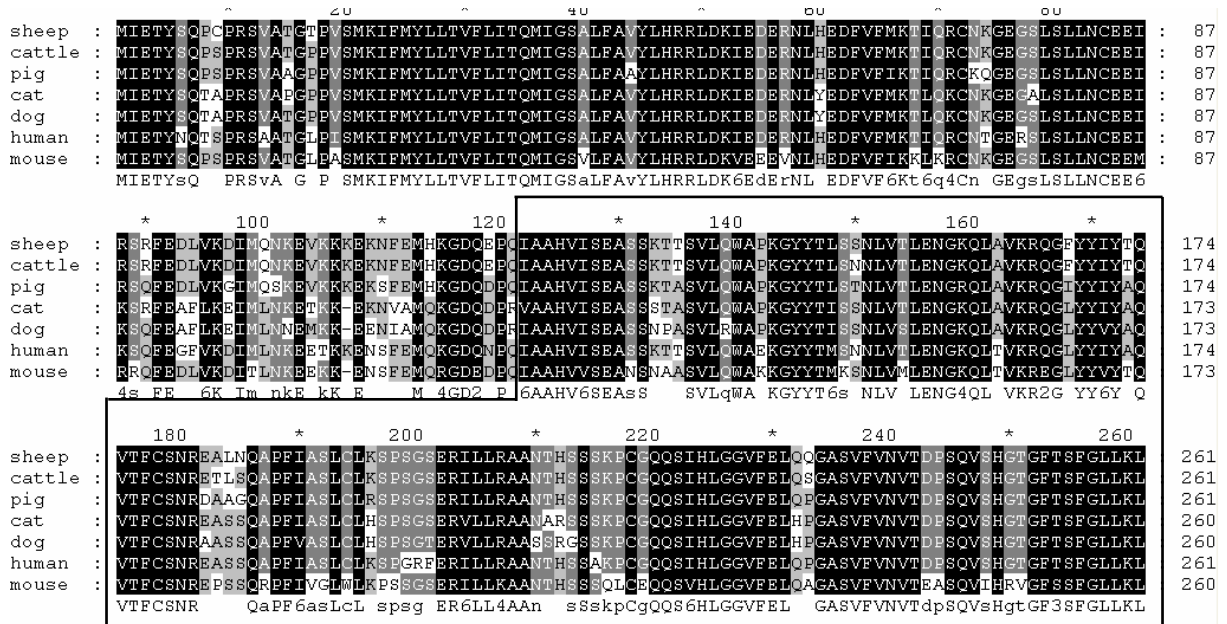 * 20 * 40 * 60 * 80
sheep : MIETYSQPCPRSVATGTPVSMKIFMYLLTVFLITQMIGSALFAVYLHRRLDKIEDERNLHEDFVFMKTIQRCNKGEGSLSLLNCEEI : 87
cattle : MIETYSQPSPRSVATGPPVSMKIFMYLLTVFLITQMIGSALFAVYLHRRLDKIEDERNLHEDFVFMKTIQRCNKGEGSLSLLNCEEI : 87
pig : MIETYSQPSPRSVAAGPPVSMKIFMYLLTVFLITQMIGSALFAAYLHRRLDKIEDERNLHEDFVFIKTIQRCKQGEGSLSLLNCEEI : 87
cat : MIETYSQTAPRSVAPGPPVSMKIFMYLLTVFLITQMIGSALFAVYLHRRLDKIEDERNLYEDFVFMKTLQKCNKGEGALSLLNCEEI : 87
dog : MIETYSQTAPRSVATGPPVSMKIFMYLLTVFLITQMIGSALFAVYLHRRLDKIEDERNLYEDFVFMKTLQKCNKGEGSLSLLNCEEI : 87
human : MIETYNQTSPRSAATGLPISMKIFMYLLTVFLITQMIGSALFAVYLHRRLDKIEDERNLHEDFVFMKTIQRCNTGERSLSLLNCEEI : 87
mouse : MIETYSQPSPRSVATGLPASMKIFMYLLTVFLITQMIGSVLFAVYLHRRLDKVEEEVNLHEDFVFIKKLKRCNKGEGSLSLLNCEEM : 87
MIETYsQ PRSvA G P SMKIFMYLLTVFLITQMIGSaLFAvYLHRRLDK6EdErNL EDFVF6Kt6q4Cn GEgsLSLLNCEE6
* 100 * 120 * 140 * 160 *
sheep : RSRFEDLVKDIMQNKEVKKKEKNFEMHKGDQEPQIAAHVISEASSKTTSVLQWAPKGYYTLSSNLVTLENGKQLAVKRQGFYYIYTQ 174
cattle : RSRFEDLVKDIMQNKEVKKKEKNFEMHKGDQEPQIAAHVISEASSKTTSVLQWAPKGYYTLSNNLVTLENGKQLAVKRQGFYYIYTQ 174
pig : RSQFEDLVKGIMQSKEVKKKEKSFEMHKGDQDPQIAAHVISEASSKTASVLQWAPKGYYTLSTNLVTLENGRQLAVKRQGIYYIYAQ 174
cat : KSRFEAFLKEIMLNKETKK-EKNVAMQKGDQDPRVAAHVISEASSSTASVLQWAPKGYYTISSNLVTLENGKQLAVKRQGLYYIYAQ 173
dog : KSQFEAFLKEIMLNNEMKK-EENIAMQKGDQDPRIAAHVISEASSNPASVLRWAPKGYYTISSNLVSLENGKQLAVKRQGLYYVYAQ 173
human : KSQFEGFVKDIMLNKEETKKENSFEMQKGDQNPQIAAHVISEASSKTTSVLQWAEKGYYTMSNNLVTLENGKQLTVKRQGLYYIYAQ 174
mouse : RRQFEDLVKDITLNKEEKK-ENSFEMQRGDEDPQIAAHVVSEANSNAASVLQWAKKGYYTMKSNLVMLENGKQLTVKREGLYYVYTQ 173
4s FE 6K Im nkE kK E M 4GD2 P 6AAHV6SEAsS SVLqWA KGYYT6s NLV LENG4QL VKR2G YY6Y Q
180 * 200 * 220 * 240 * 260
sheep : VTFCSNREALNQAPFIASLCLKSPSGSERILLRAANTHSSSKPCGQQSIHLGGVFELQQGASVFVNVTDPSQVSHGTGFTSFGLLKL 261
cattle : VTFCSNRETLSQAPFIASLCLKSPSGSERILLRAANTHSSSKPCGQQSIHLGGVFELQSGASVFVNVTDPSQVSHGTGFTSFGLLKL 261
pig : VTFCSNRDAAGQAPFIASLCLRSPSGSERILLRAANTHSSSKPCGQQSIHLGGVFELQPGASVFVNVTDPSQVSHGTGFTSFGLLKL 261
cat : VTFCSNREASSQAPFIASLCLHSPSGSERVLLRAANARSSSKPCGQQSIHLGGVFELHPGASVFVNVTDPSQVSHGTGFTSFGLLKL 260
dog : VTFCSNRAASSQAPFVASLCLHSPSGTERVLLRAASSRGSSKPCGQQSIHLGGVFELHPGASVFVNVTDPSQVSHGTGFTSFGLLKL 260
human : VTFCSNREASSQAPFIASLCLKSPGRFERILLRAANTHSSAKPCGQQSIHLGGVFELQPGASVFVNVTDPSQVSHGTGFTSFGLLKL 261
mouse : VTFCSNREPSSQRPFIVGLWLKPSSGSERILLKAANTHSSSQLCEQQSVHLGGVFELQAGASVFVNVTEASQVIHRVGFSSFGLLKL 260
VTFCSNR QaPF6asLcL spsg ER6LL4AAn sSskpCgQQS6HLGGVFEL GASVFVNVTdpSQVsHgtGF3SFGLLKL